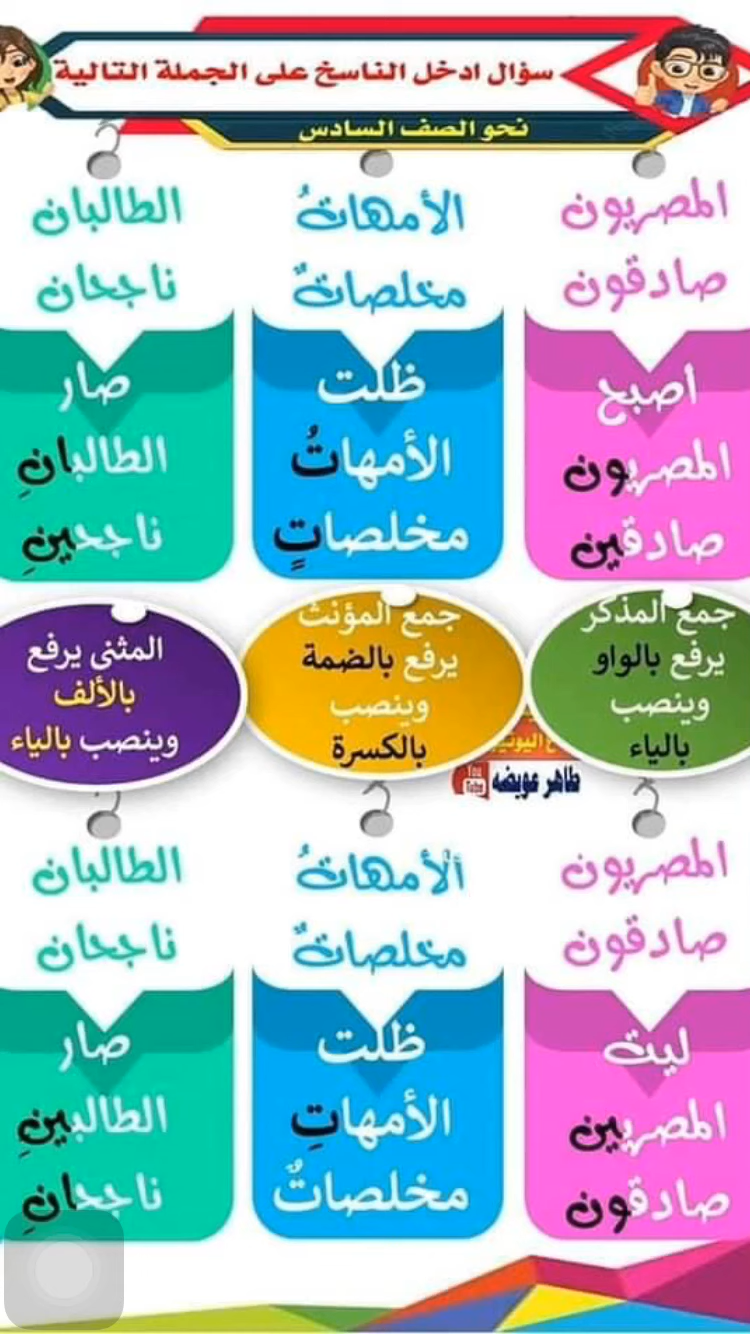 سؤال ادخل الناسخ على الجملة التالية
نحو الصف السادس
المصريون
صادقون
أصبح
المصريون
صادقين
الأمهاتُ
مخلصاتٌ
ظلت
الأمهاتُ
مخلصاتٍ
الطالبان
ناجحان
صار
الطالبانِ
ناجحينِ
جمع المذكر
يرفع بالواو
وينصب
بالياء
جمع المؤنث
يرفع بالضمة
وينصب
بالكسرة
المثنى يرفع
بالألف
وينصب بالياء
طاهر عويضه
You
Tube
المصريون
صادقون
ليت
المصريين
صادقون
ألأمهاتُ
مخلصاتٌ
ظلت
الأمهاتِ
مخلصاتٌ
الطالبان
ناجحان
صار
الطالبينِ
ناجحانِ